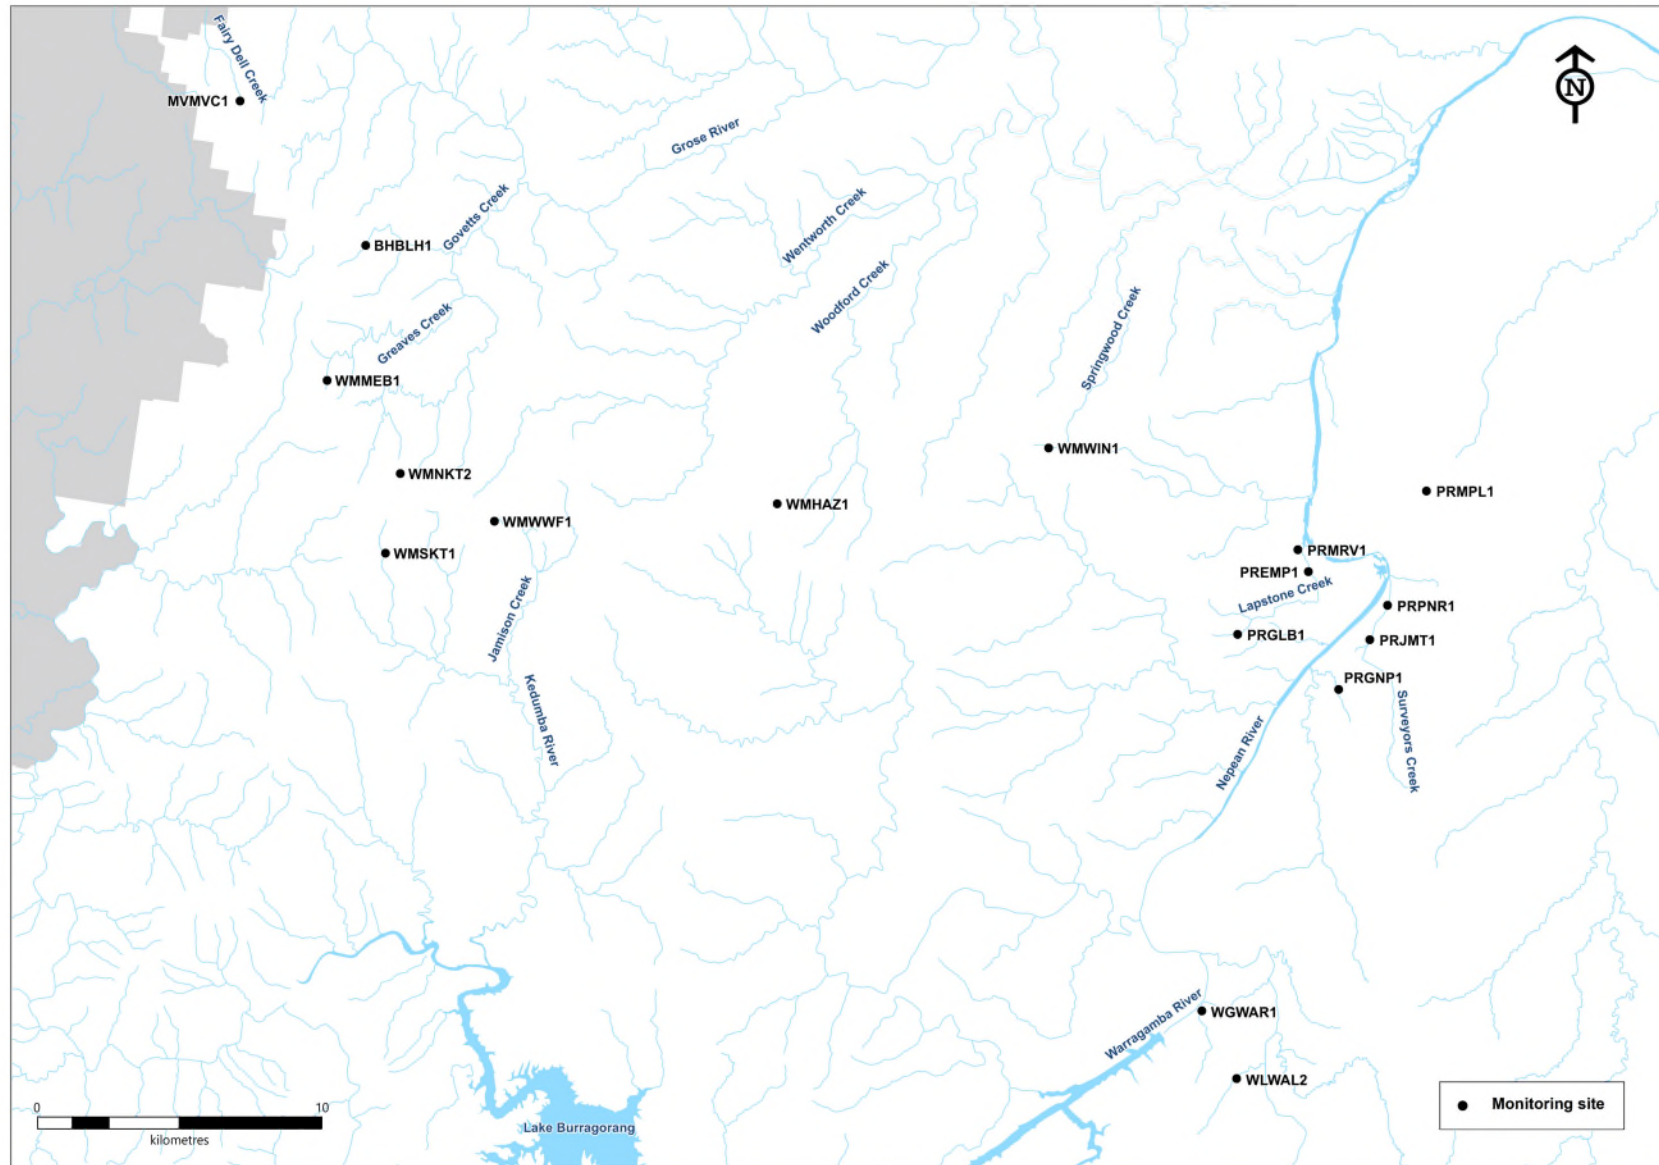 Fairy Dell Creek
N
MVMVC1
Grose River
Govetts Creek
Wentworth Creek
BHBLH1
Woodford Creek
Springwood Creek
Greaves Creek
WMMEB1
WMWIN1
WMNKT2
PRMPL1
WMHAZ1
WMWWF1
WMSKT1
PRMRV1
PREMP1
Lapstone Creek
PRPNR1
Jamison Creek
PRGLB1
PRJMT1
PRGNP1
Kedumba River
Surveyors Creek
Nepean River
WGWAR1
Warragamba River
WLWAL2
Monitoring site
0 10
kilometres
Lake Burragorang